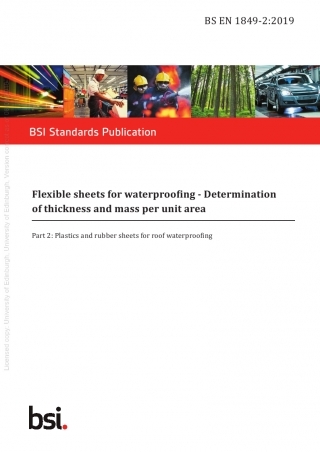 BS EN 1849-2:2019
BSI Standards Publication
Flexible sheets for waterproofing - Determination
of thickness and mass per unit area
Part 2: Plastics and rubber sheets for roof waterproofing
bsi.
Licensed copy. University of Edinburgh, University of Edinburgh,